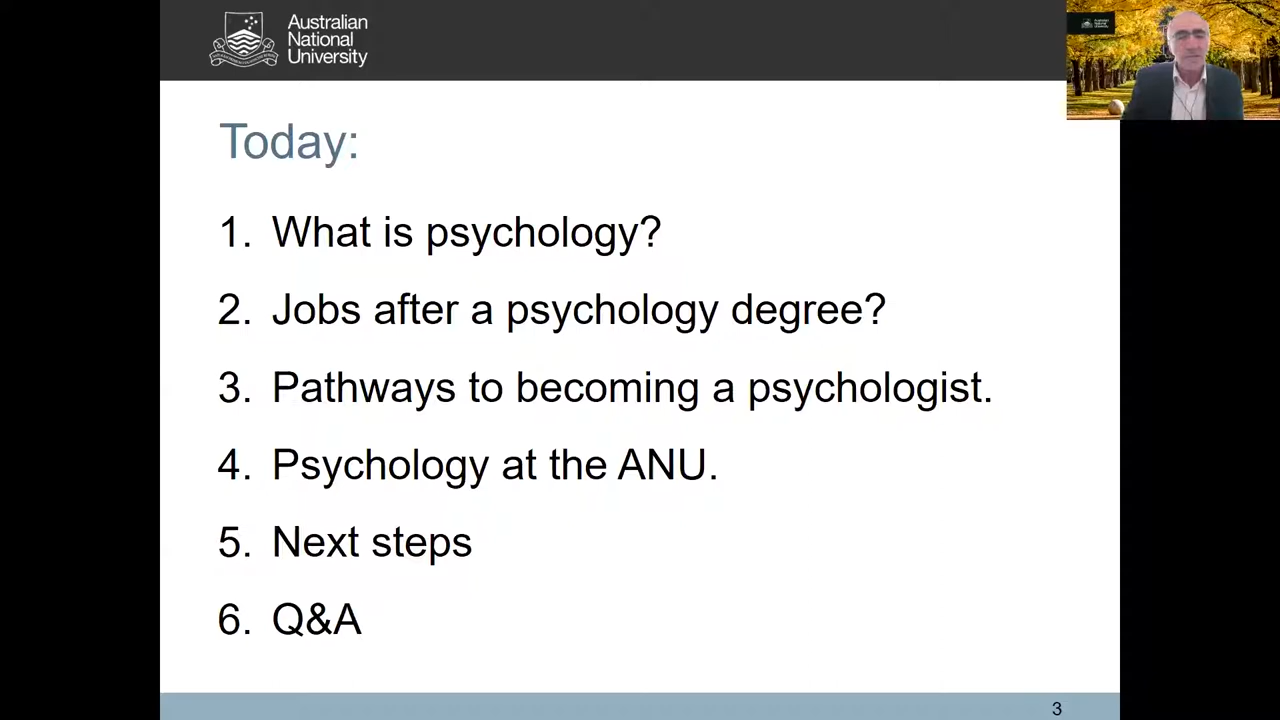 Australian
National
University
Today:
1. What is psychology?
2. Jobs after a psychology degree?
3. Pathways to becoming a psychologist.
4. Psychology at the ANU.
5. Next steps
6. Q&A
3